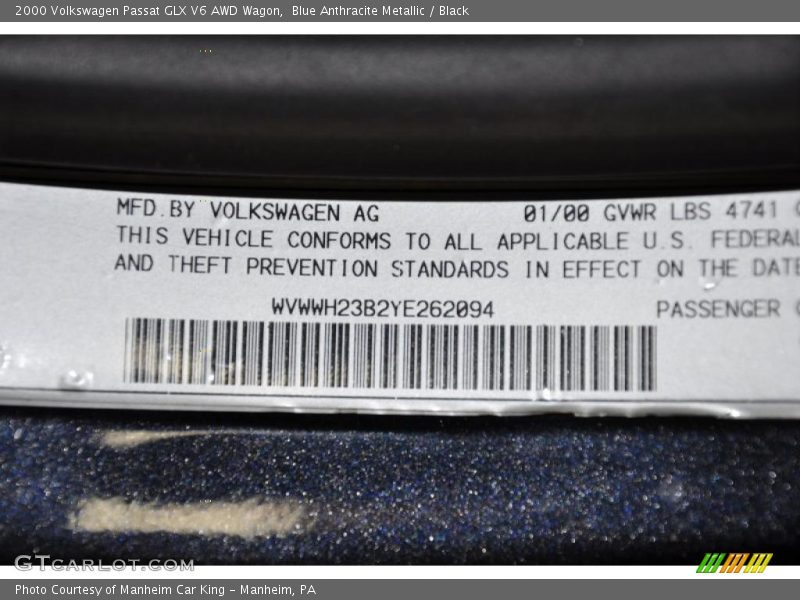 2000 Volkswagen Passat GLX V6 AWD Wagon,  Blue Anthracite Metallic / Black
MFD.BY VOLKSWAGEN AG 01/00 GVWR LBS 4741
THIS VEHICLE CONFORMS TO ALL APPLICABLE U.S. FEDERAL
AND THEFT PREVENTION STANDARDS IN EFFECT ON THE DATE
WVWWH23B2YE262094 PASSENGER
GTCARLOT.COM
Photo Courtesy of Manheim Car King - Manheim, PA